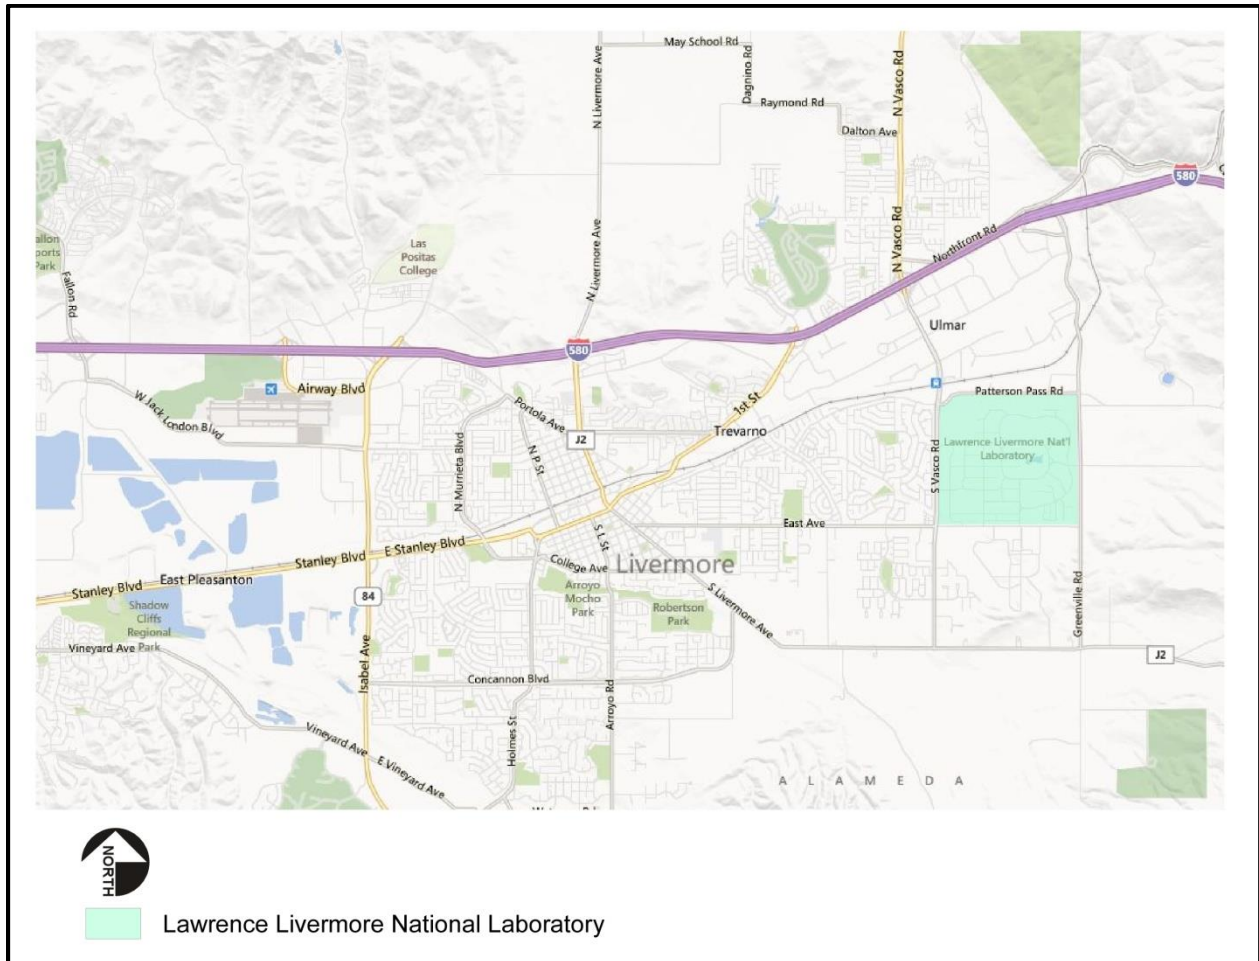 May School Rd
N Livermore Ave
Dagnino Rd
N Vasco Rd
Raymond Rd
Dalton Ave
580
N Vasco Rd
Northfront Rd
Las
Positas
College
N Livermore Ave
Park
Fallon Rd
580
Ulmar
Airway Blvd
W Jack London Blvd
Portola Ave
1st St
Patterson Pass Rd
Trevarno
J2
N Murrieta Blvd
N P St
Lawrence Livermore Nat'l
Laboratory
S Vasco Rd
East Ave
S L St
E Stanley Blvd
Stanley Blvd
Livermore
College Ave
East Pleasanton
Stanley Blvd
84
Arroyo
Mocho
Park
Robertson
Park
S Livermore Ave
Greenville Rd
Shadow
Cliffs
Regional
Park
Vineyard Ave
J2
Isabel Ave
Concannon Blvd
Arroyo Rd
Holmes St
Vineyard Ave
E Vineyard Ave
ALAMEDA
NORTH
Lawrence Livermore National Laboratory